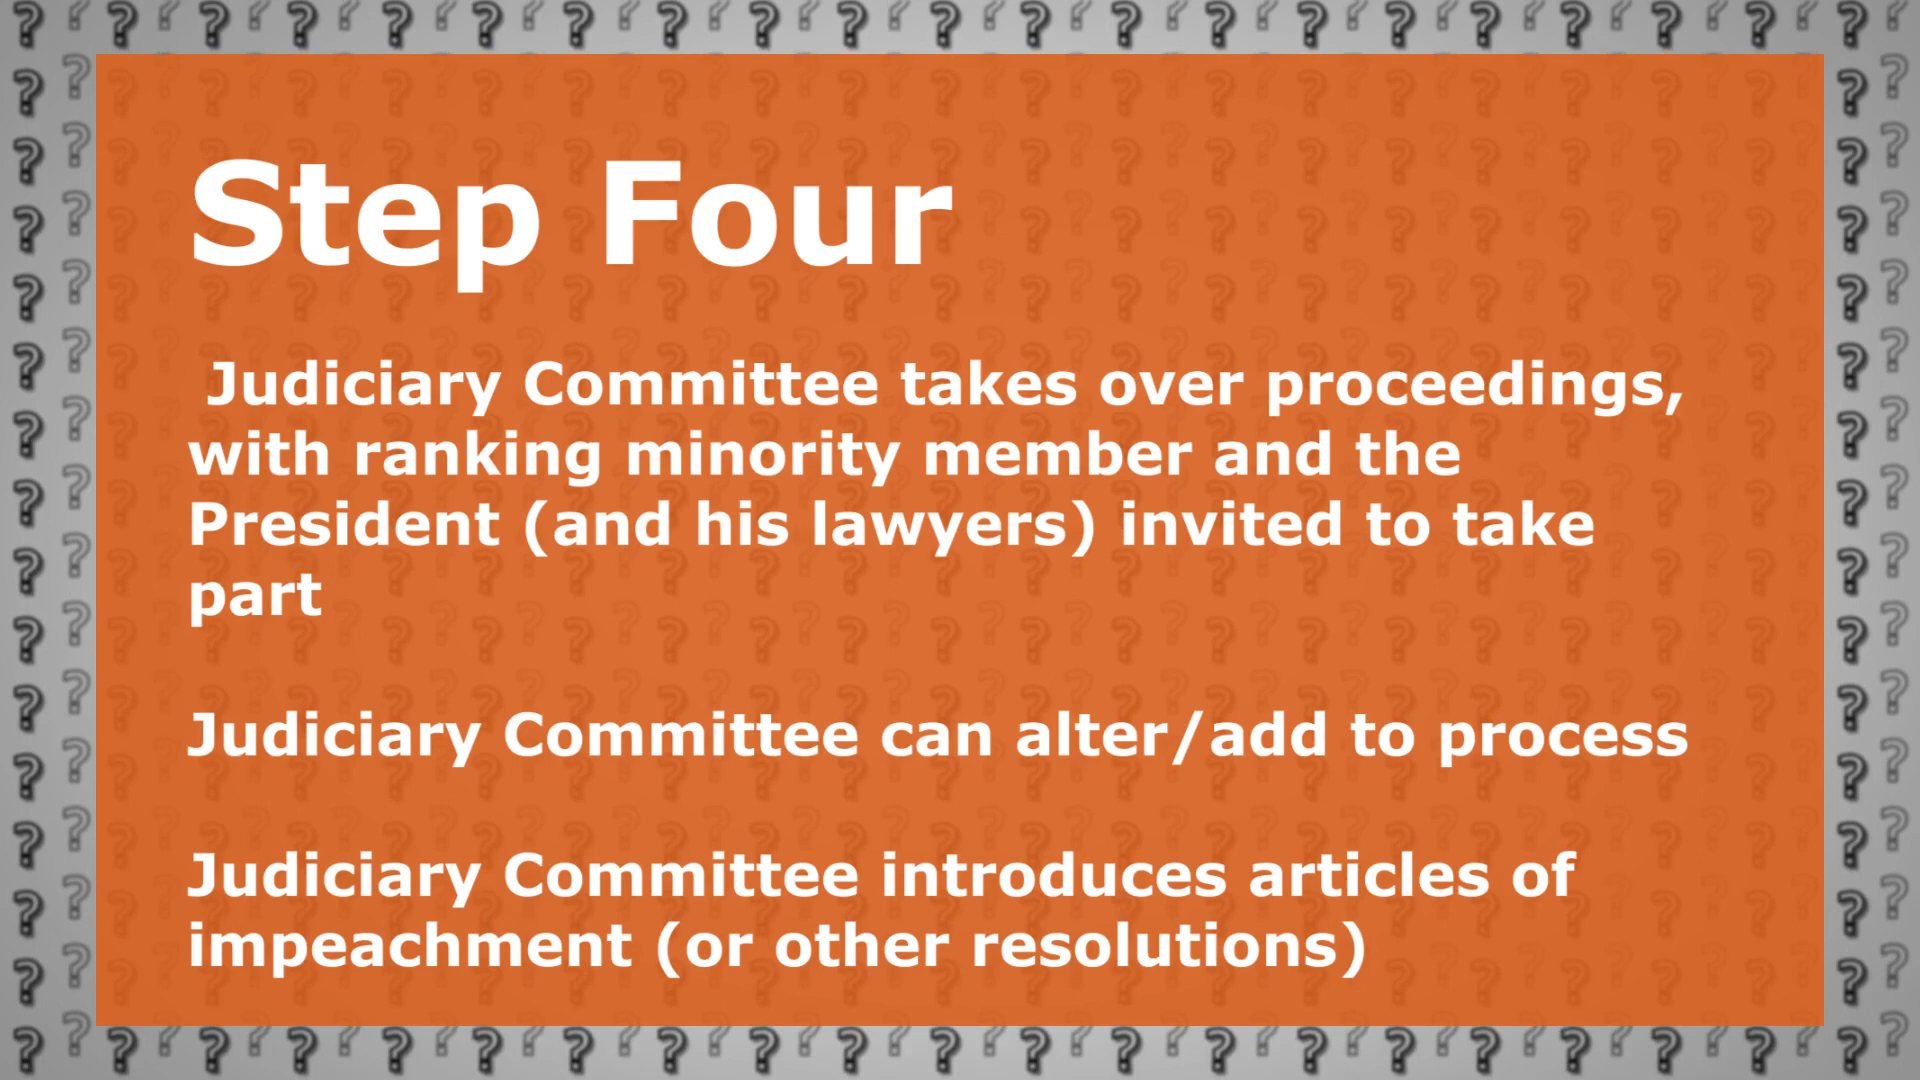 Step Four
Judiciary Committee takes over proceedings,
with ranking minority member and the
President (and his lawyers) invited to take
part
Judiciary Committee can alter/add to process
Judiciary Committee introduces articles of
impeachment (or other resolutions)